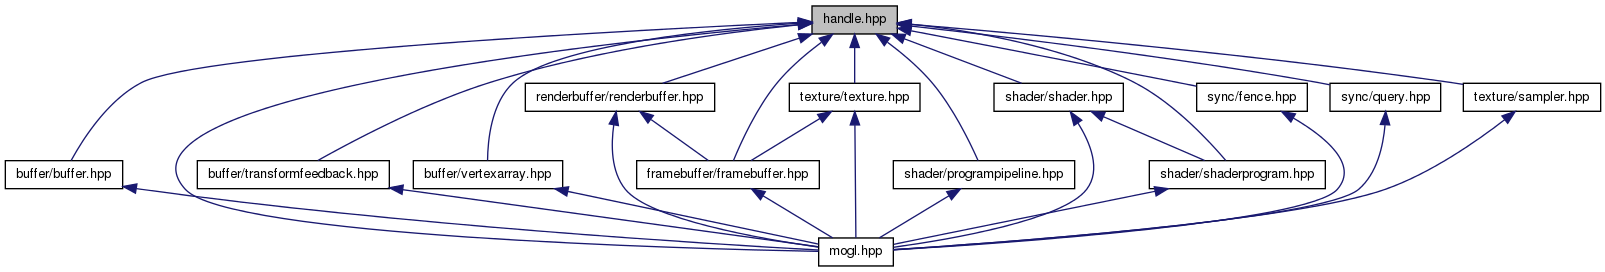 handle.hpp
renderbuffer/renderbuffer.hpp
texture/texture.hpp
shader/shader.hpp
sync/fence.hpp
sync/query.hpp
texture/sampler.hpp
buffer/buffer.hpp
buffer/transformfeedback.hpp
buffer/vertexarray.hpp
framebuffer/framebuffer.hpp
shader/programpipeline.hpp
shader/shaderprogram.hpp
mogl.hpp